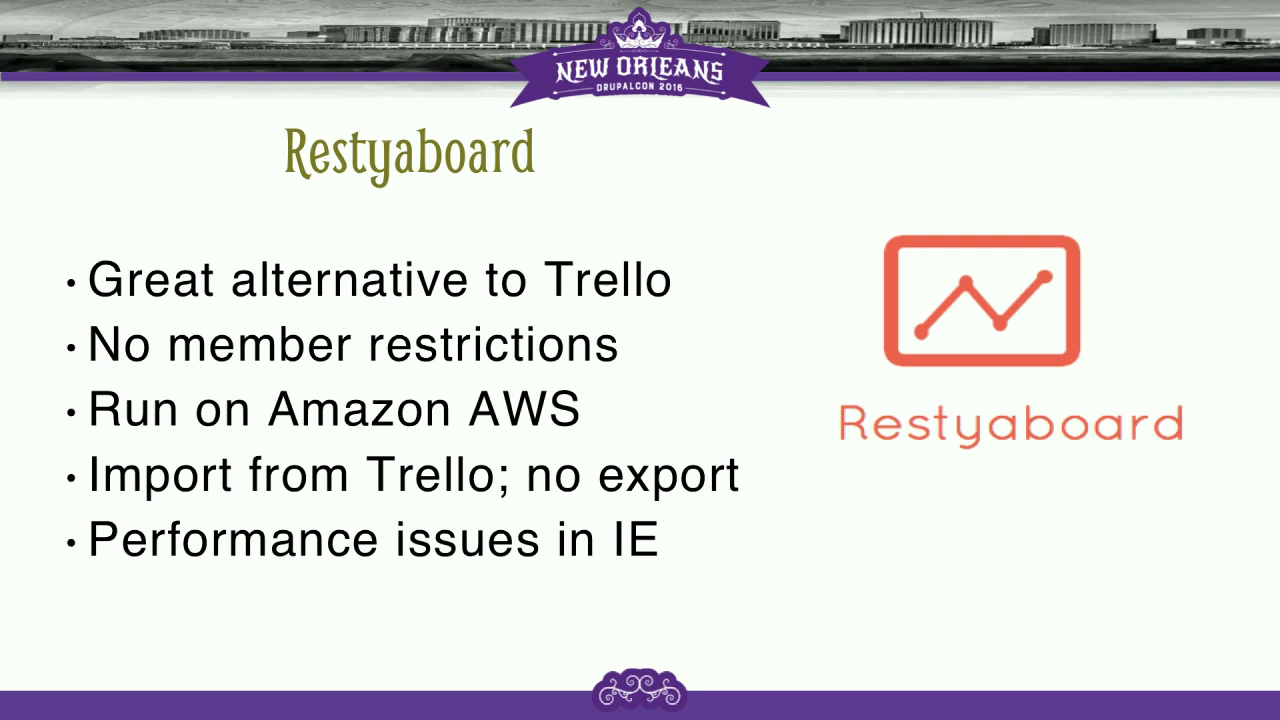 NEW ORLEANS
DRUPALCON 2016
Restyaboard
• Great alternative to Trello
• No member restrictions
• Run on Amazon AWS
• Import from Trello; no export
• Performance issues in IE
Restyaboard